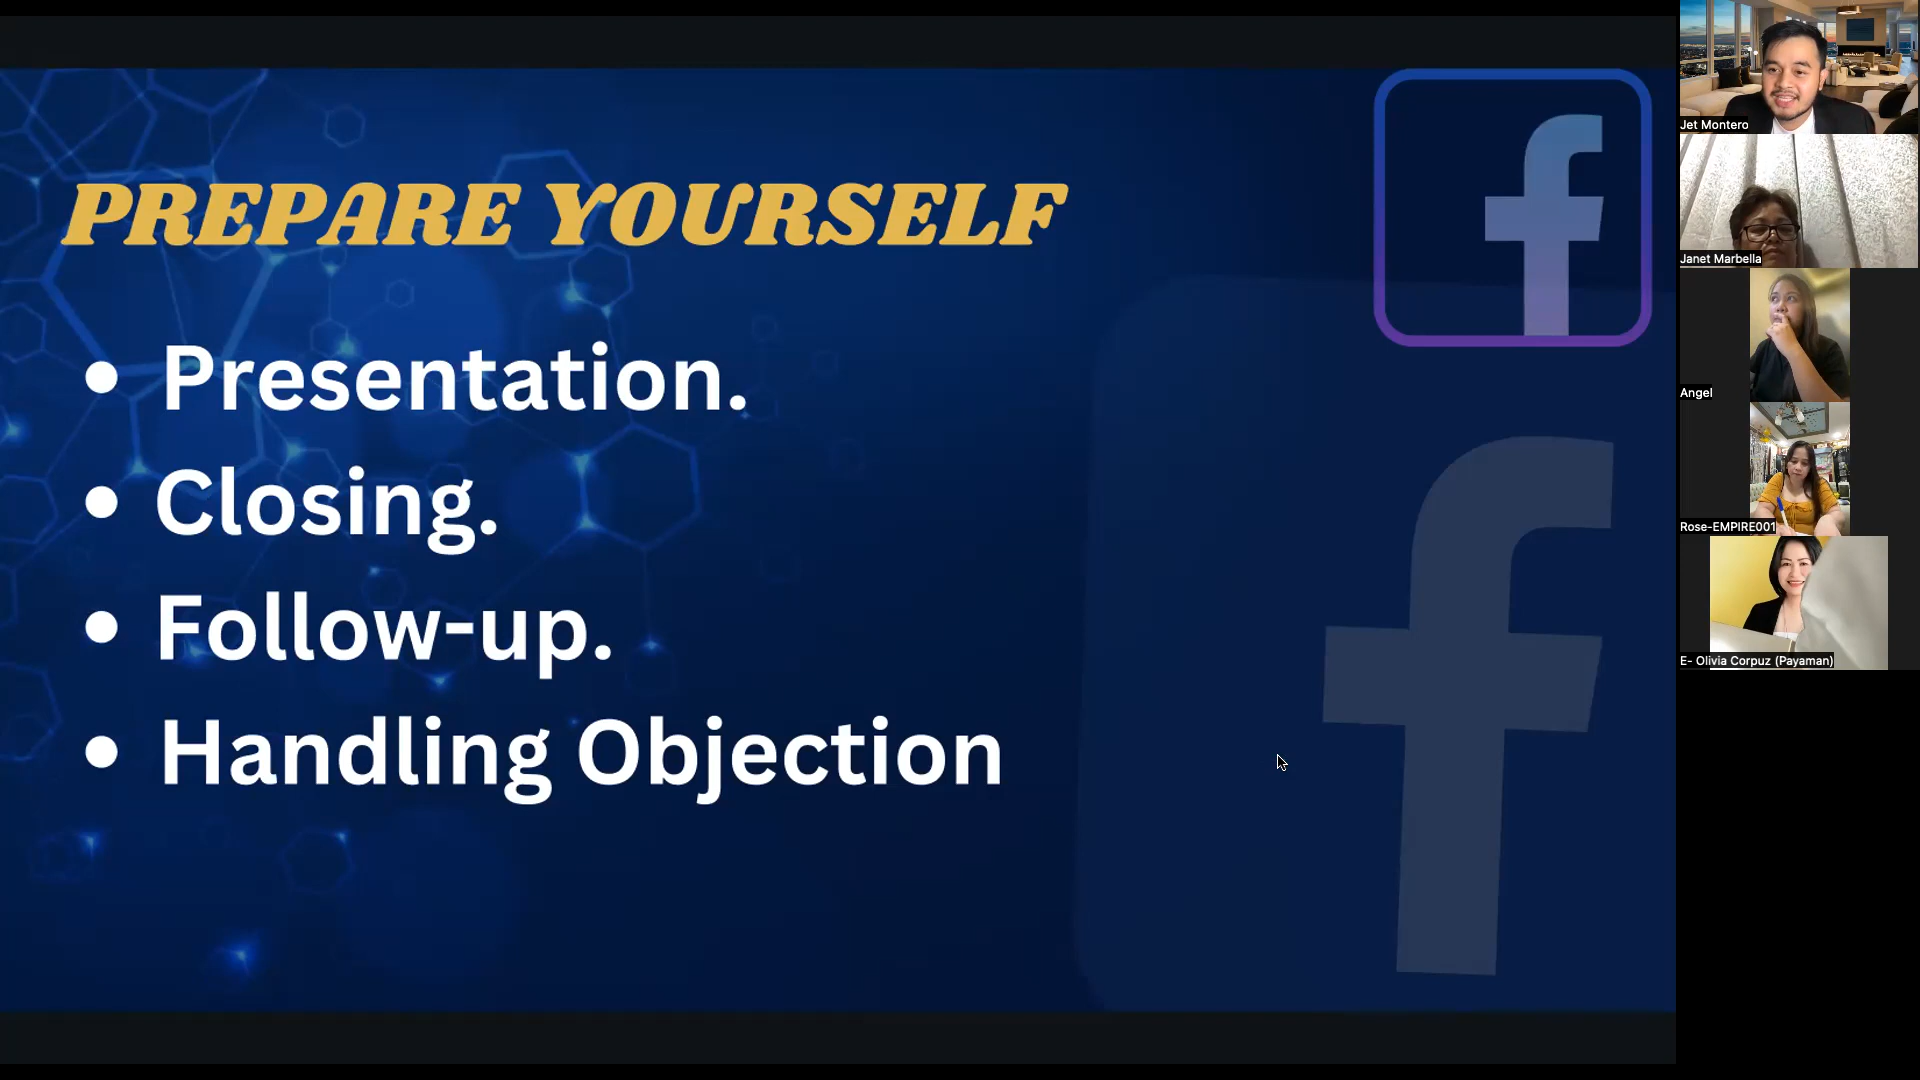 PREPARE YOURSELF
• Presentation.
• Closing.
• Follow-up.
• Handling Objection
Jet Montero
Janet Marbella
Angel
Rose-EMPIRE001
E- Olivia Corpuz (Payaman)